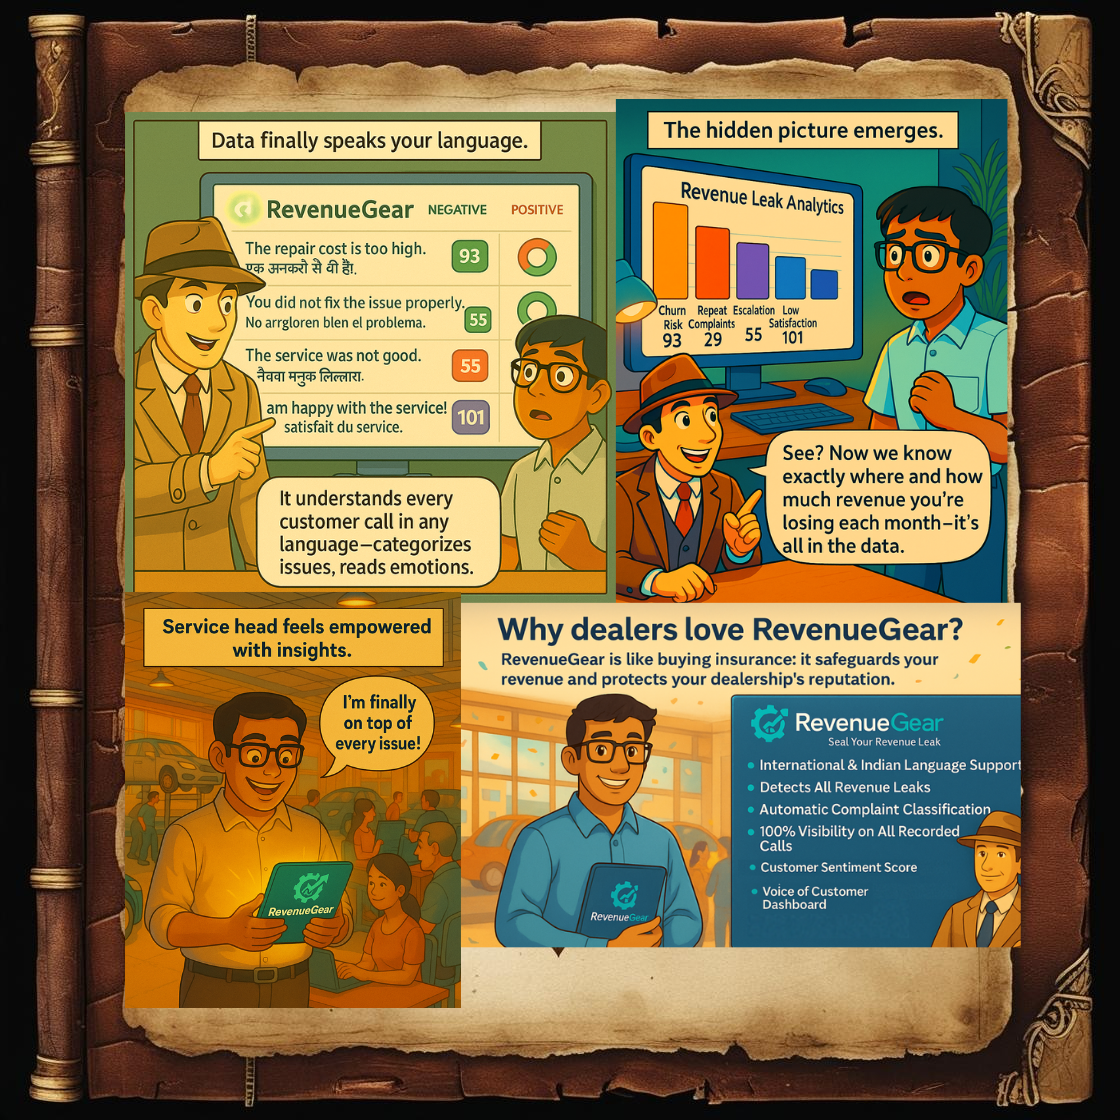 Data finally speaks your language.
RevenueGear NEGATIVE POSITIVE
The repair cost is too high.
एक अनकरो से वी है।.
93
You did not fix the issue properly.
No arrgloren blen el problema.
55
The service was not good.
नैववा मनुक लिल्लारा.
55
am happy with the service!
satisfait du service.
101
It understands every
customer call in any
language—categorizes
issues, reads emotions.
The hidden picture emerges.
Revenue Leak Analytics
Churn Risk 93
Repeat Complaints 29
Escalation 55
Low Satisfaction 101
See? Now we know
exactly where and how
much revenue you're
losing each month—it's
all in the data.
Service head feels empowered
with insights.
I'm finally
on top of
every issue!
RevenueGear
Why dealers love RevenueGear?
RevenueGear is like buying insurance: it safeguards your
revenue and protects your dealership's reputation.
RevenueGear
RevenueGear
Seal Your Revenue Leak
• International & Indian Language Support
• Detects All Revenue Leaks
• Automatic Complaint Classification
• 100% Visibility on All Recorded
Calls
• Customer Sentiment Score
• Voice of Customer
Dashboard